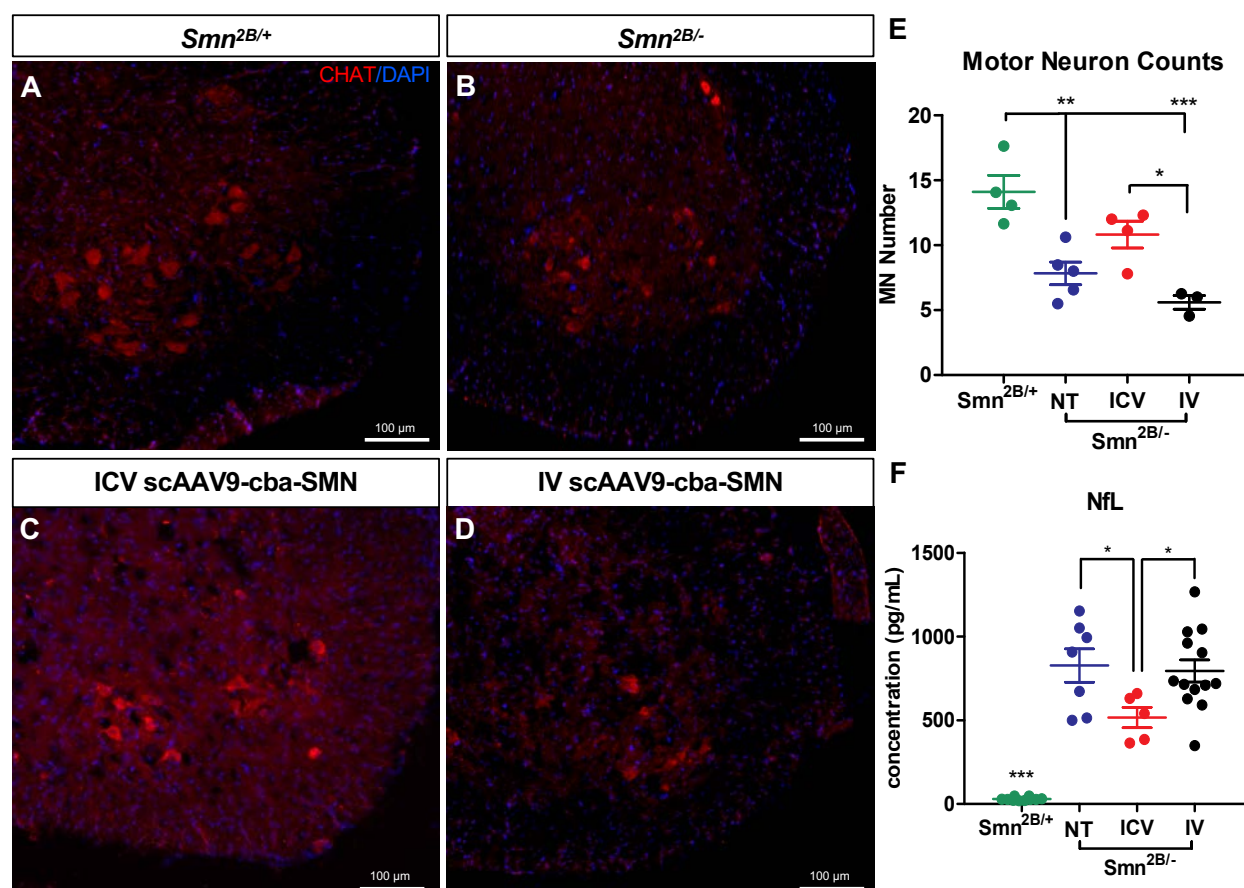 Smn2B/+
Smn2B/-
A
CHAT/DAPI
B
100 µm
100 µm
ICV scAAV9-cba-SMN
IV scAAV9-cba-SMN
C
D
100 µm
100 µm
E
Motor Neuron Counts
**
***
*
20
15
10
5
0
MN Number
Smn2B/+
NT
ICV
IV
Smn2B/-
F
NfL
*
*
***
1500
1000
500
0
concentration (pg/mL)
Smn2B/+
NT
ICV
IV
Smn2B/-